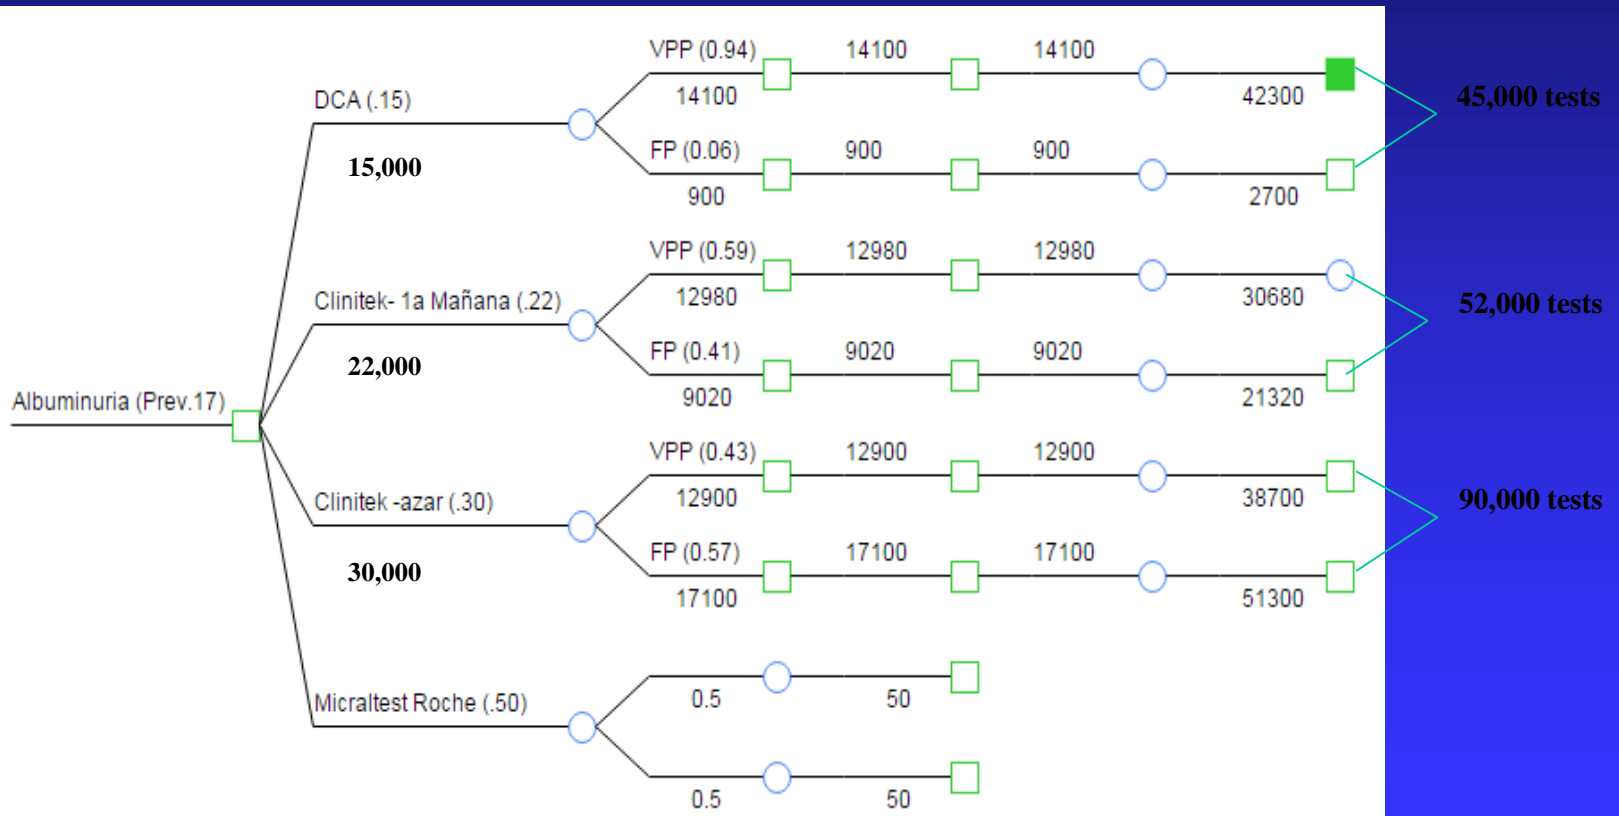 VPP (0.94) 14100 14100
14100 42300
DCA (.15)
15,000
45,000 tests
FP (0.06) 900 900
900 2700
VPP (0.59) 12980 12980
12980 30680
Clinitek- 1a Mañana (.22)
22,000
52,000 tests
FP (0.41) 9020 9020
9020 21320
Albuminuria (Prev.17)
VPP (0.43) 12900 12900
12900 38700
Clinitek -azar (.30)
30,000
90,000 tests
FP (0.57) 17100 17100
17100 51300
Micraltest Roche (.50)
0.5 50
0.5 50